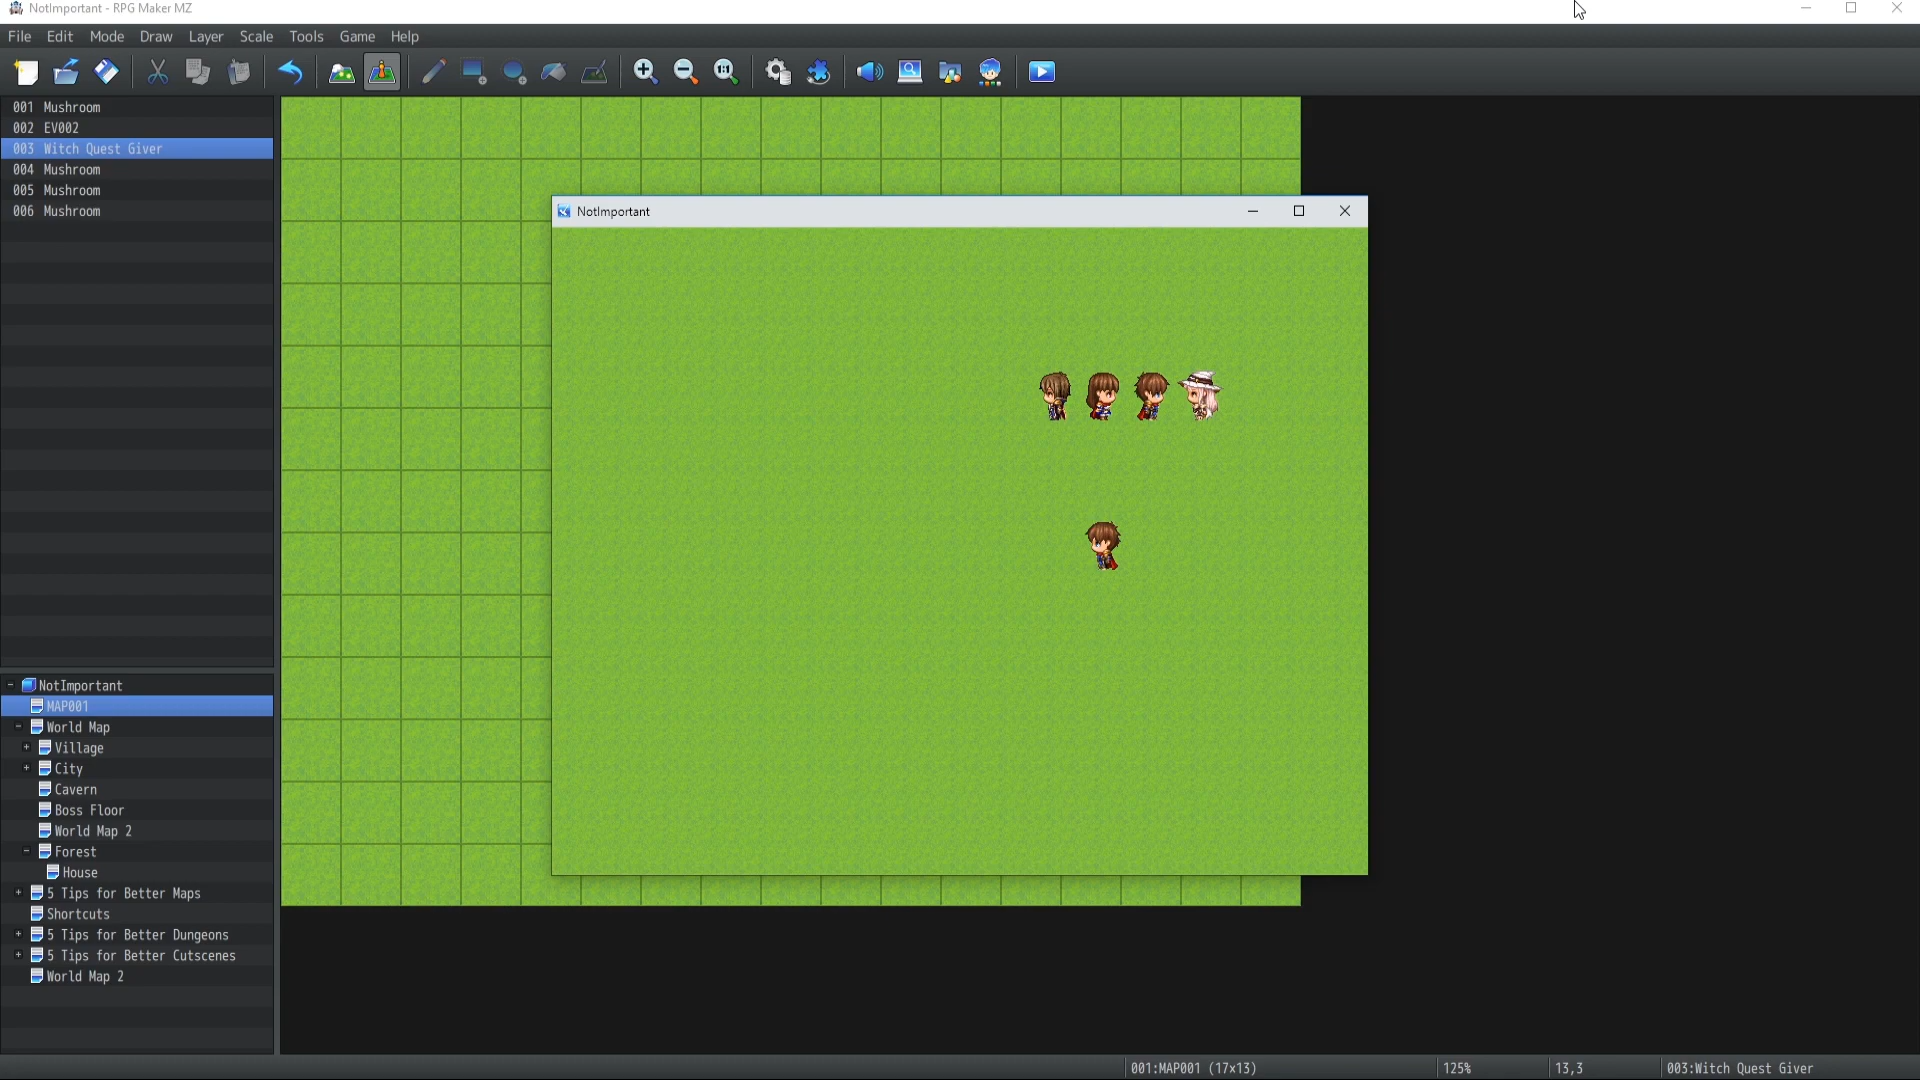 NotImportant - RPG Maker MZ
File Edit Mode Draw Layer Scale Tools Game Help
1:1
001 Mushroom
002 EV002
003 Witch Quest Giver
004 Mushroom
005 Mushroom
006 Mushroom
NotImportant
NotImportant
MAP001
World Map
Village
City
Cavern
Boss Floor
World Map 2
Forest
House
5 Tips for Better Maps
Shortcuts
5 Tips for Better Dungeons
5 Tips for Better Cutscenes
World Map 2
001:MAP001 (17x13) 125% 13,3 003:Witch Quest Giver